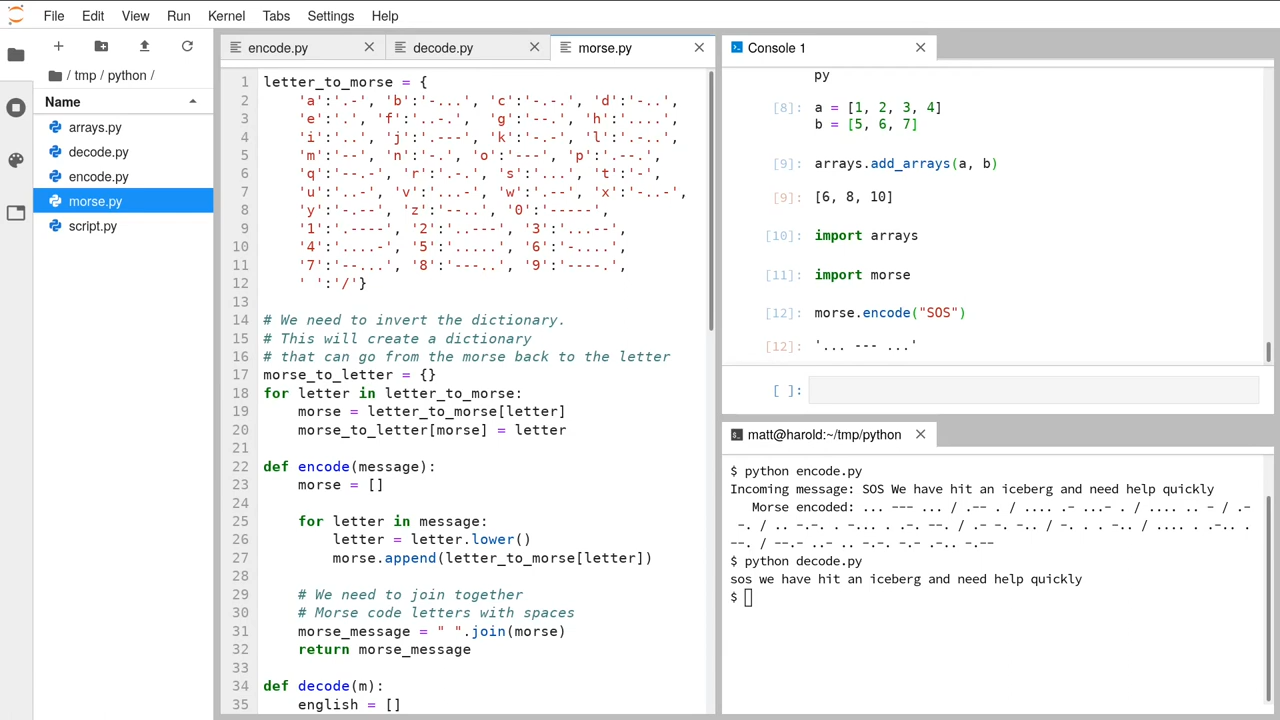 File Edit View Run Kernel Tabs Settings Help
/ tmp / python /
Name
arrays.py
decode.py
encode.py
morse.py
script.py
encode.py
decode.py
morse.py
1 letter_to_morse = {
2     'a':'.-', 'b':'-...', 'c':'-.-.', 'd':'-..',
3     'e':'.', 'f':'..-.', 'g':'--.', 'h':'....',
4     'i':'..', 'j':'.---', 'k':'-.-', 'l':'.-..',
5     'm':'--', 'n':'-.', 'o':'---', 'p':'.--.',
6     'q':'--.-', 'r':'.-.', 's':'...', 't':'-',
7     'u':'..-', 'v':'...-', 'w':'.--', 'x':'-..-',
8     'y':'-.--', 'z':'--..', '0':'-----',
9     '1':'.----', '2':'..---', '3':'...--',
10     '4':'....-', '5':'.....', '6':'-....',
11     '7':'--...', '8':'---..', '9':'----.',
12     ' ':'/'}
13
14 # We need to invert the dictionary.
15 # This will create a dictionary
16 # that can go from the morse back to the letter
17 morse_to_letter = {}
18 for letter in letter_to_morse:
19     morse = letter_to_morse[letter]
20     morse_to_letter[morse] = letter
21
22 def encode(message):
23     morse = []
24
25     for letter in message:
26         letter = letter.lower()
27         morse.append(letter_to_morse[letter])
28
29     # We need to join together
30     # Morse code letters with spaces
31     morse_message = " ".join(morse)
32     return morse_message
33
34 def decode(m):
35     english = []
Console 1
py
[8]: a = [1, 2, 3, 4]
b = [5, 6, 7]
[9]: arrays.add_arrays(a, b)
[9]: [6, 8, 10]
[10]: import arrays
[11]: import morse
[12]: morse.encode("SOS")
[12]: '... --- ...'
[ ]:
matt@harold:~/tmp/python
$ python encode.py
Incoming message: SOS We have hit an iceberg and need help quickly
   Morse encoded: ... --- ... / .-- . / .... .- ...- . / .... .. - / .-
 -. / .. -.-. . -... . .-. --. / .- -. -.. / -. . . -.. / .... . .-.. .
--. / --.- ..- .. -.-. -.- .-.. -.--
$ python decode.py
sos we have hit an iceberg and need help quickly
$